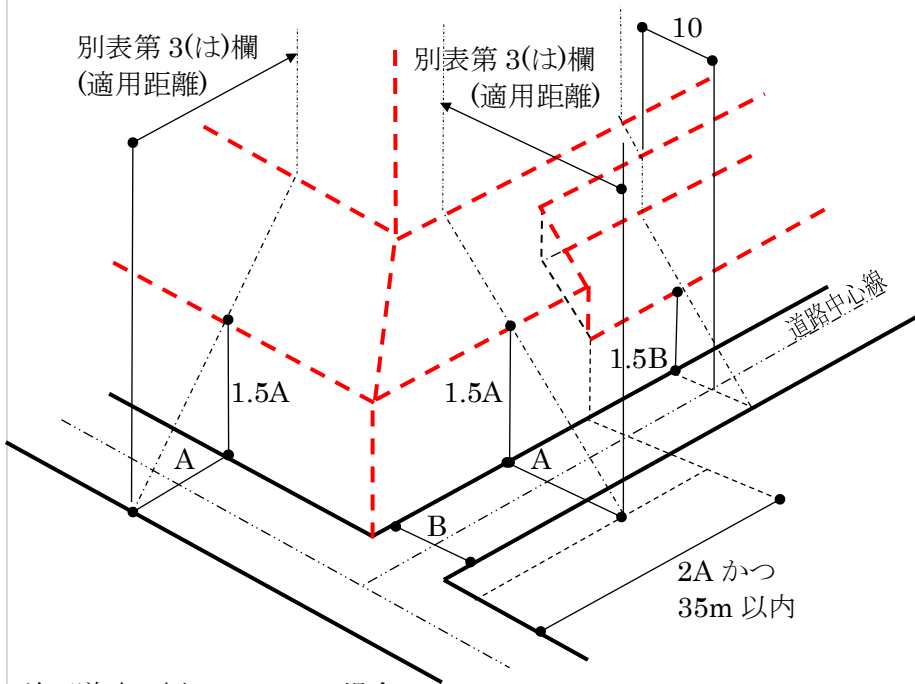 別表第 3(は)欄
(適用距離)
別表第 3(は)欄
(適用距離)
10
道路中心線
1.5A
1.5A
1.5B
A
A
B
2A かつ
35m 以内